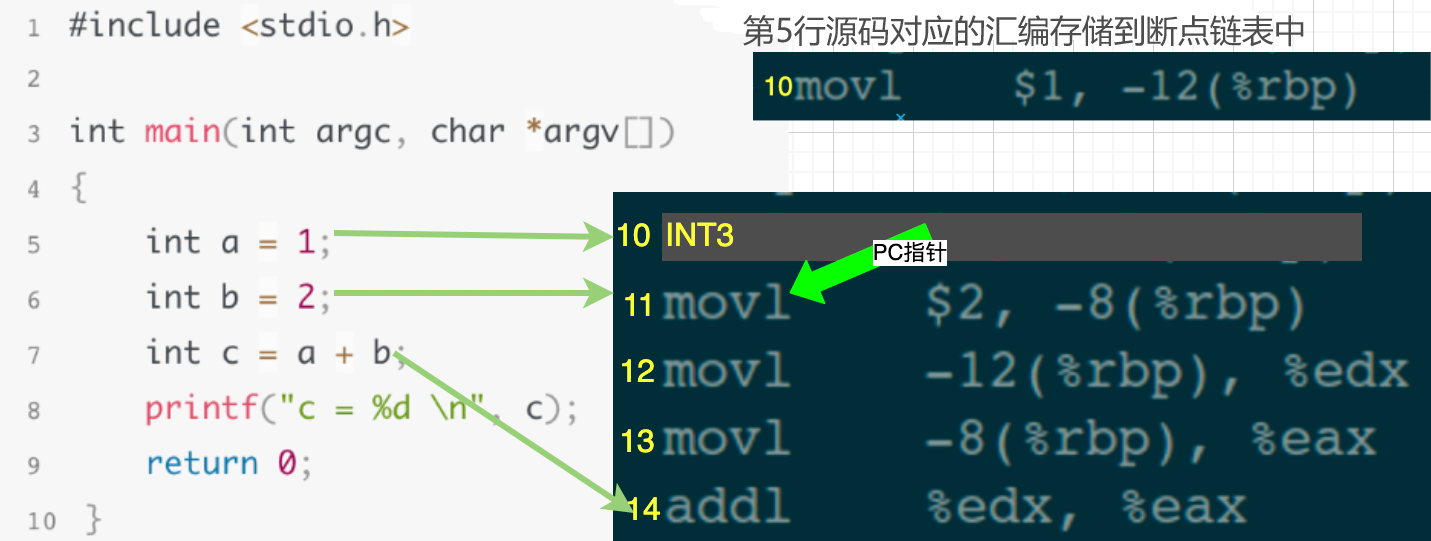 1 #include <stdio.h>
2
3 int main(int argc, char *argv[])
4 {
5 int a = 1;
6 int b = 2;
7 int c = a + b;
8 printf("c = %d \n", c);
9 return 0;
10 }
第5行源码对应的汇编存储到断点链表中
10 movl $1, -12(%rbp)
10 INT3
PC指针
11 movl $2, -8(%rbp)
12 movl -12(%rbp), %edx
13 movl -8(%rbp), %eax
14 addl %edx, %eax